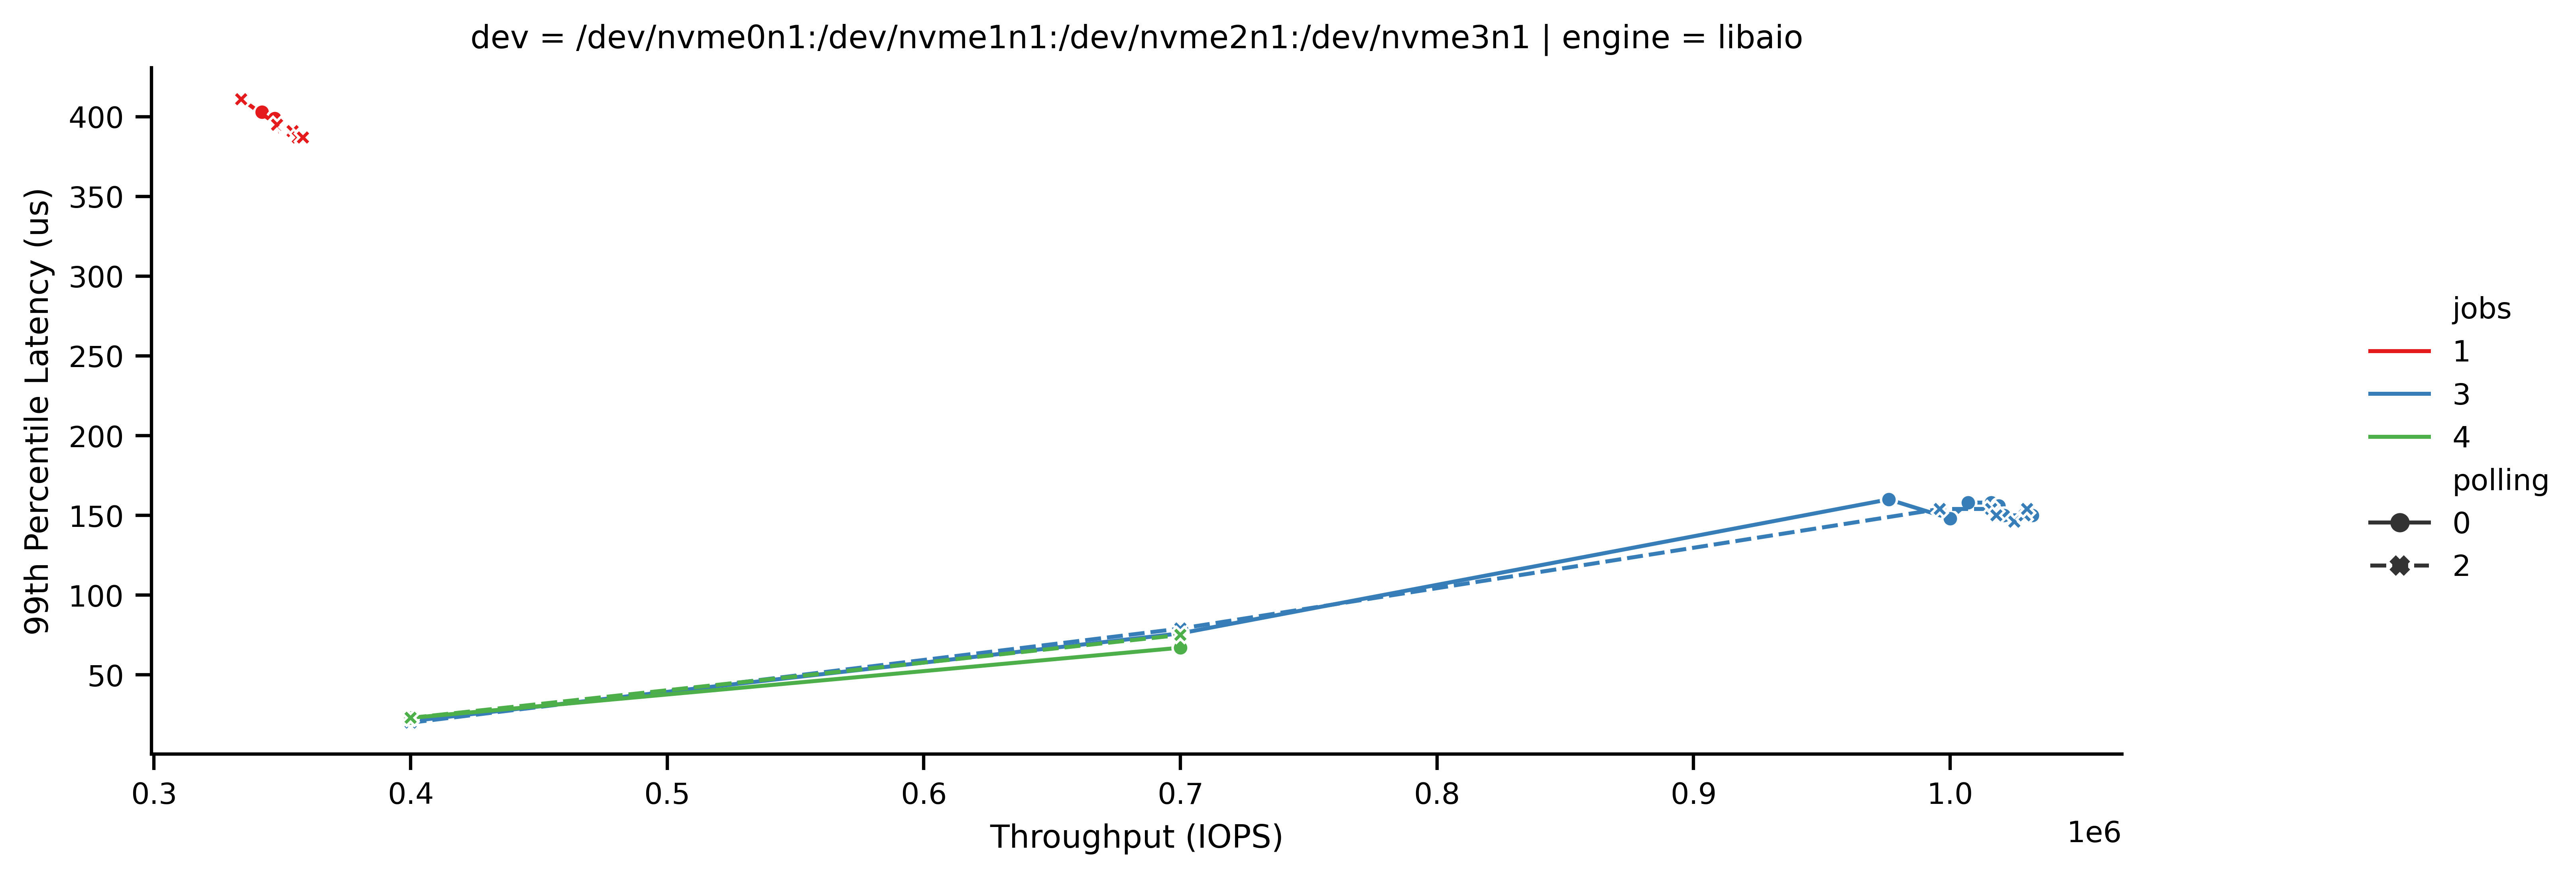 dev = /dev/nvme0n1:/dev/nvme1n1:/dev/nvme2n1:/dev/nvme3n1 | engine = libaio
99th Percentile Latency (us)
400
350
300
250
200
150
100
50
0.3 0.4 0.5 0.6 0.7 0.8 0.9 1.0
1e6
Throughput (IOPS)
jobs
1
3
4
polling
0
2